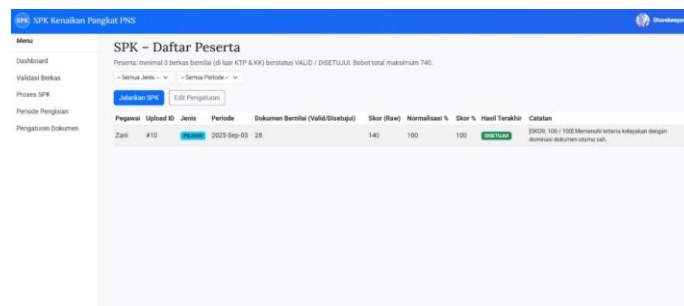 SPK SPK Kenaikan Pangkat PNS
Shorekeeper
Menu
Dashboard
Validasi Berkas
Proses SPK
Periode Pengisian
Pengaturan Dokumen
SPK – Daftar Peserta
Peserta: minimal 3 berkas bernilai (di luar KTP & KK) berstatus VALID / DISETUJUI. Bobot total maksimum 740.
– Semua Jenis – – Semua Periode –
Jalankan SPK Edit Pengaturan
Pegawai Upload ID Jenis Periode Dokumen Bernilai (Valid/Disetujui) Skor (Raw) Normalisasi % Skor % Hasil Terakhir Catatan
Zani #10 PILIHAN 2025-Sep-03 28 140 100 100 DISETUJUI [SKOR: 100 / 100] Memenuhi kriteria kelayakan dengan
dominasi dokumen utama sah.